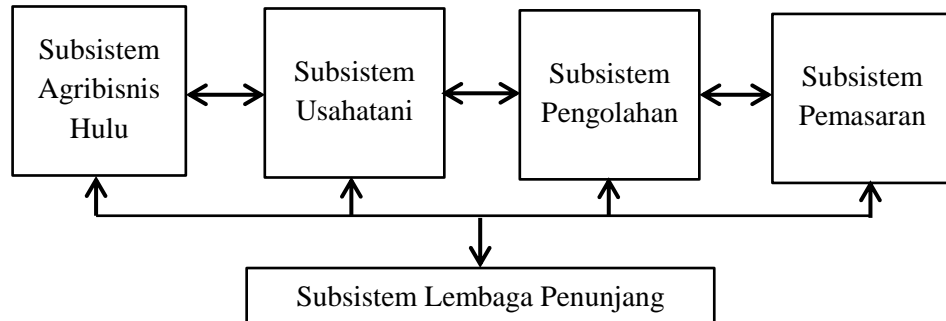 Subsistem
Agribisnis
Hulu
Subsistem
Usahatani
Subsistem
Pengolahan
Subsistem
Pemasaran
Subsistem Lembaga Penunjang